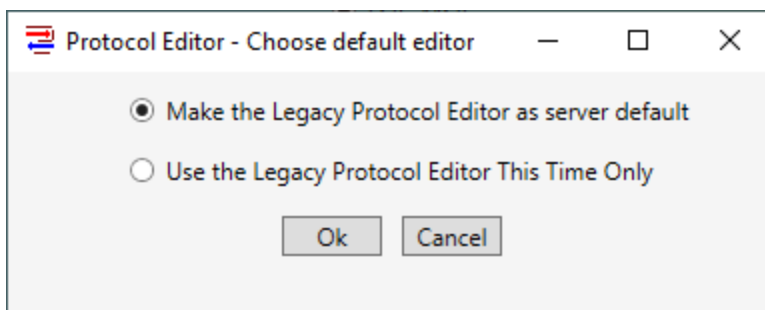 Protocol Editor - Choose default editor
Make the Legacy Protocol Editor as server default
Use the Legacy Protocol Editor This Time Only
Ok Cancel